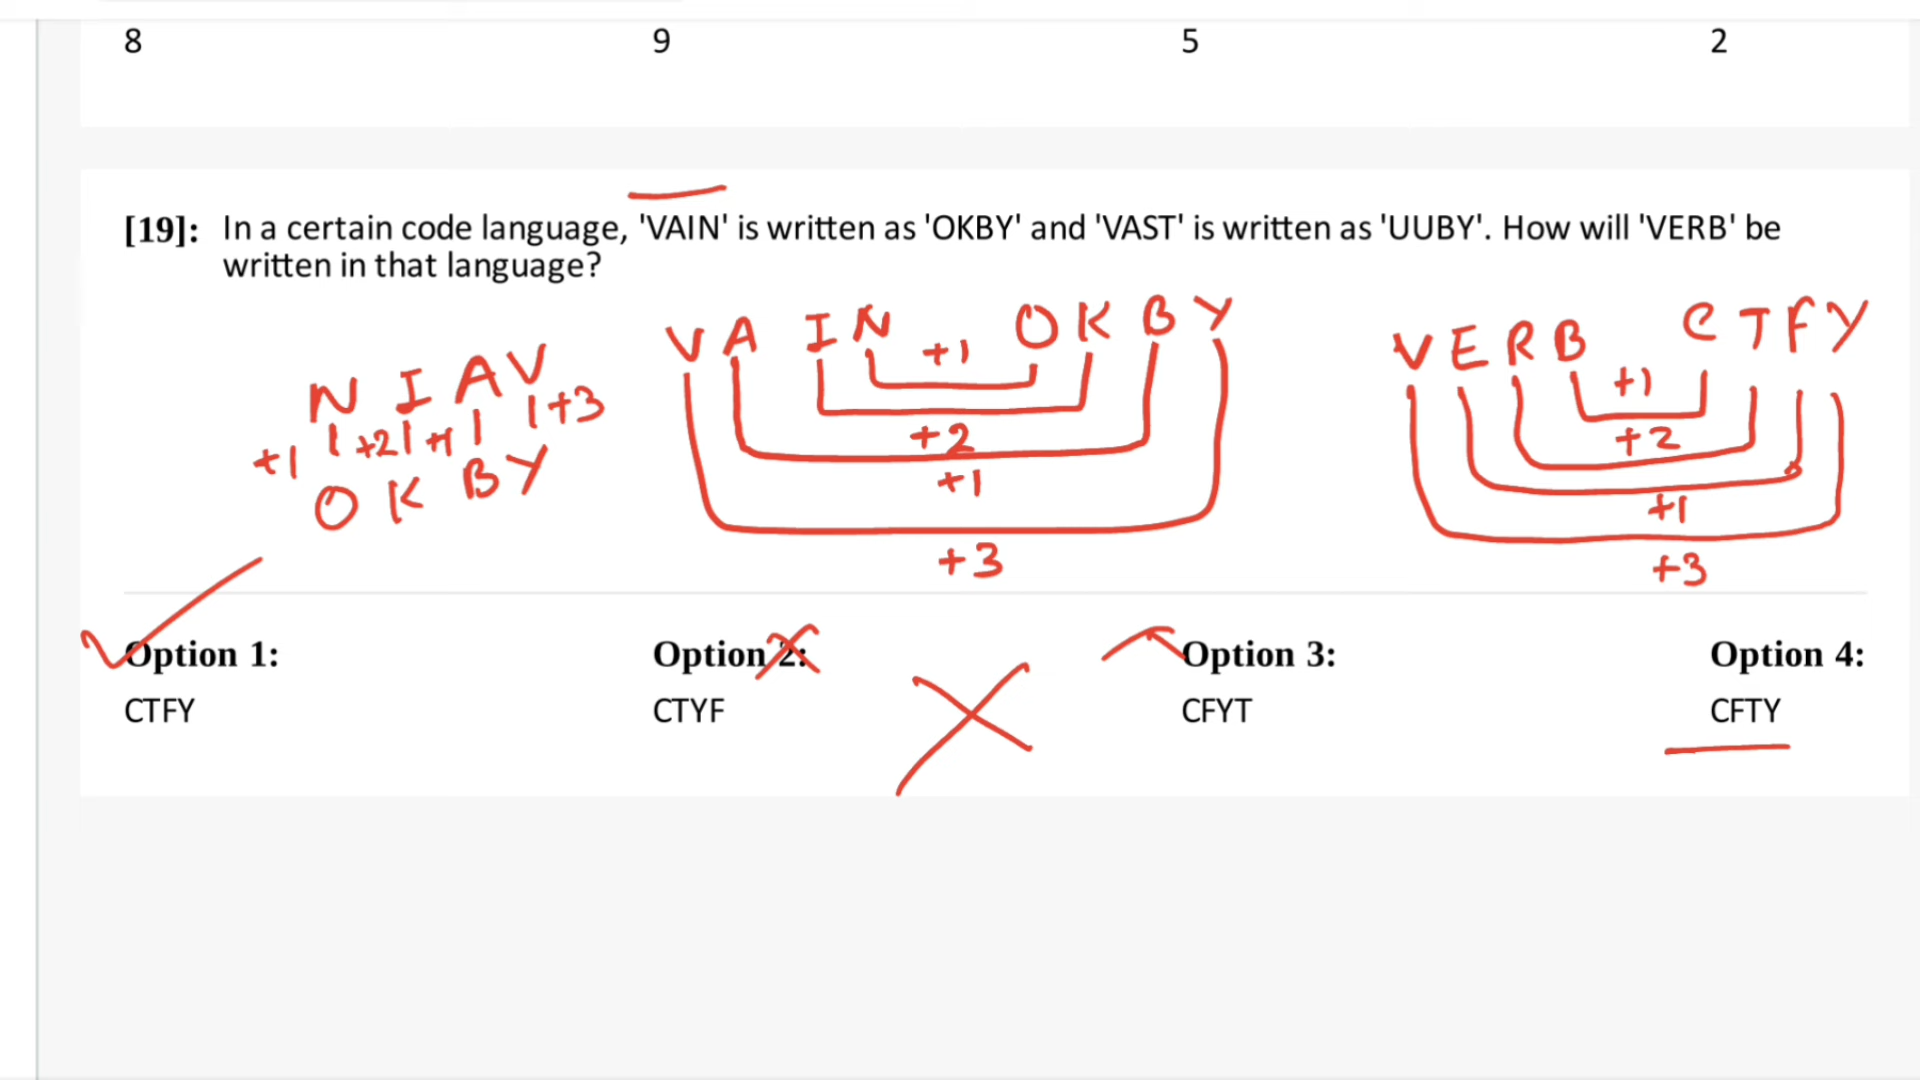 8 9 5 2
[19]: In a certain code language, 'VAIN' is written as 'OKBY' and 'VAST' is written as 'UUBY'. How will 'VERB' be
written in that language?
V A I N O K B Y
V E R B C T F Y
N I A V
+1 +2 +1 +3
O K B Y
+1
+2
+1
+3
+1
+2
+1
+3
Option 1: Option 2: Option 3: Option 4:
CTFY CTYF CFYT CFTY